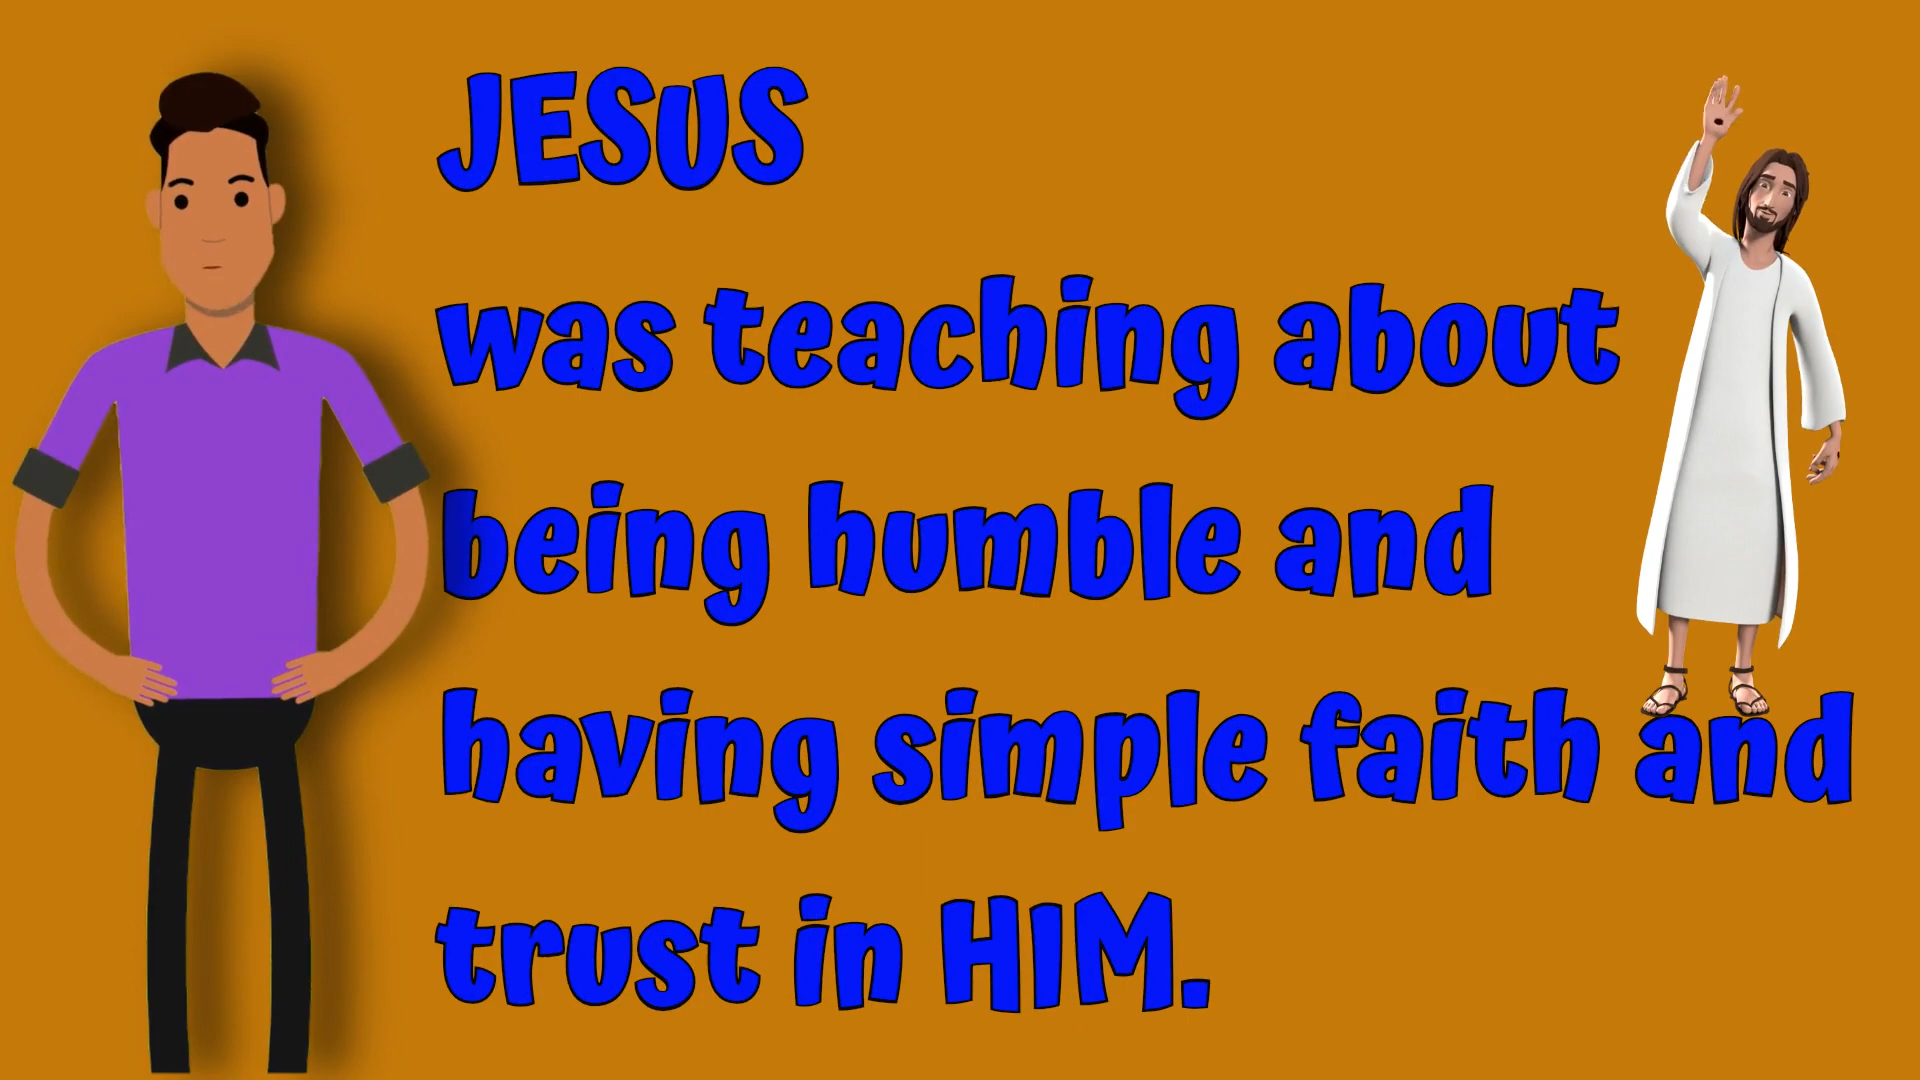 JESUS
was teaching about
being humble and
having simple faith and
trust in HIM.